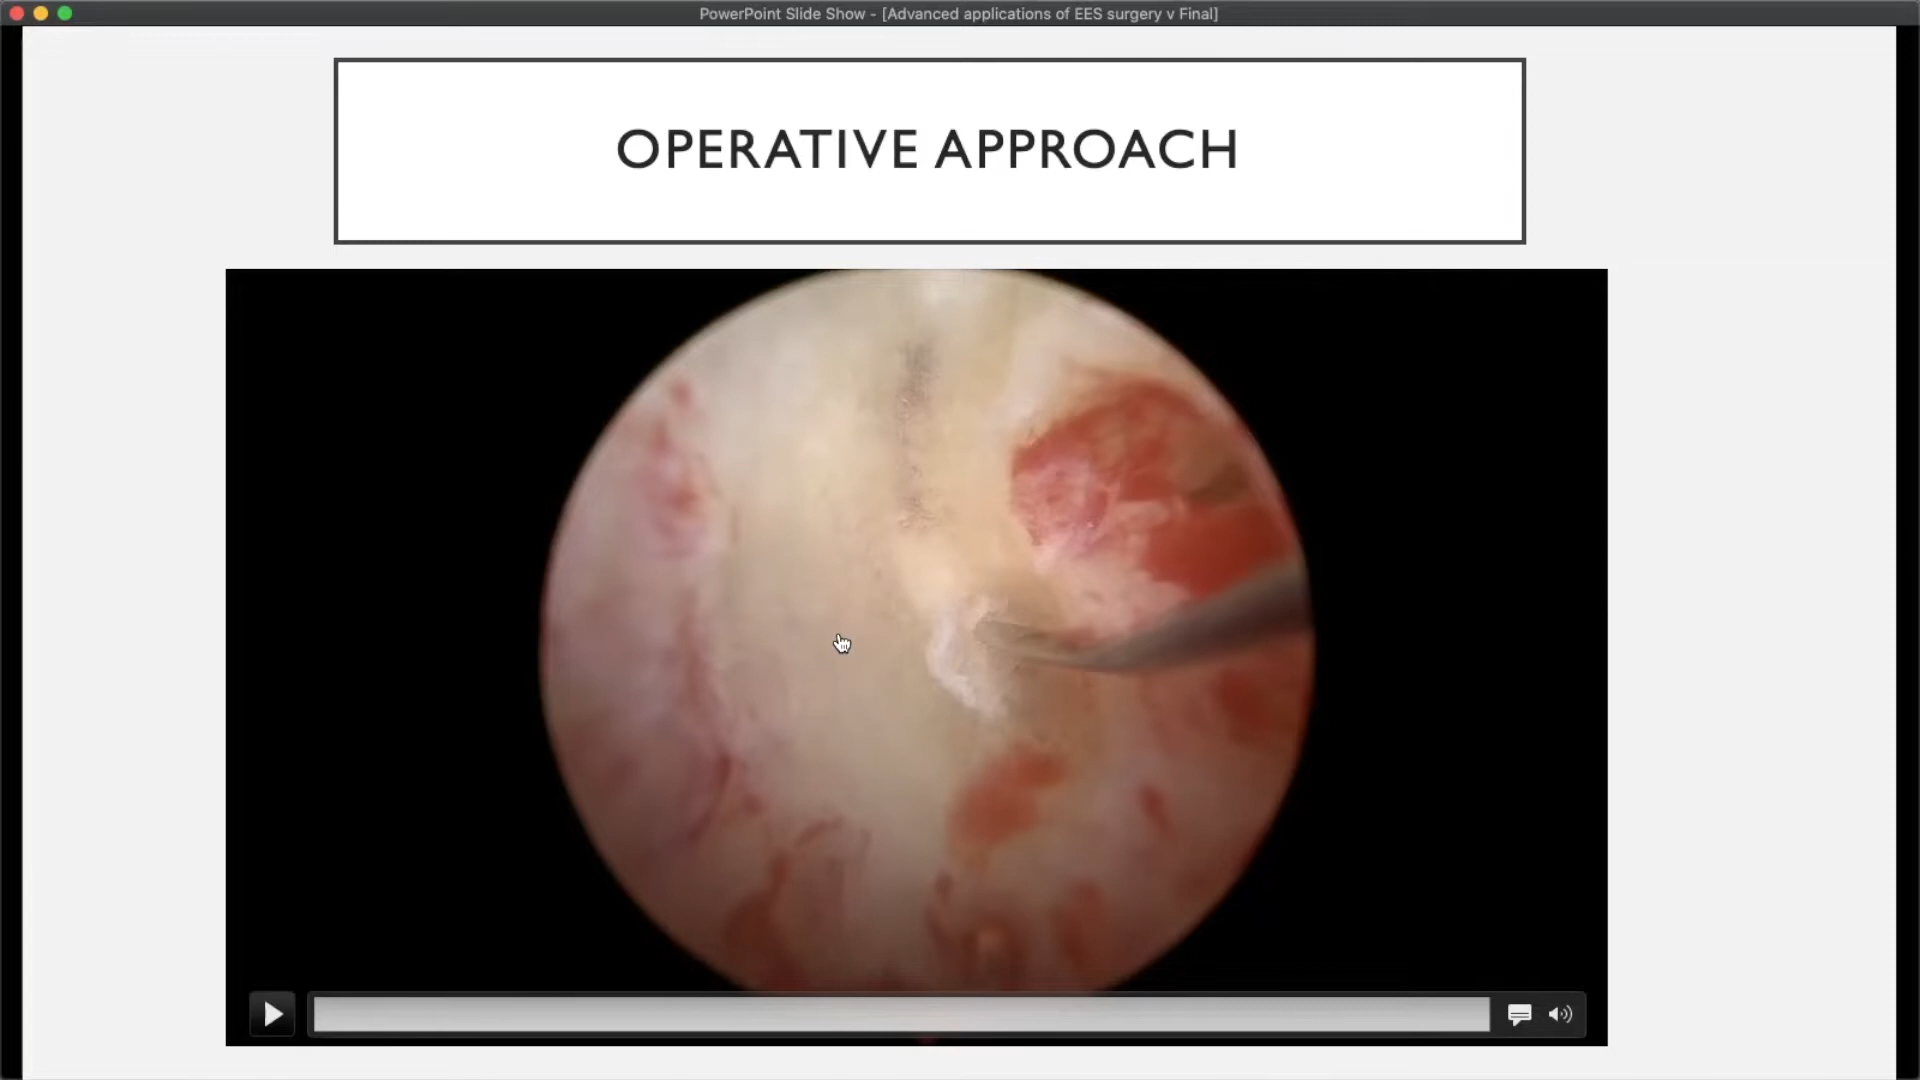 PowerPoint Slide Show - [Advanced applications of EES surgery v Final]
OPERATIVE APPROACH